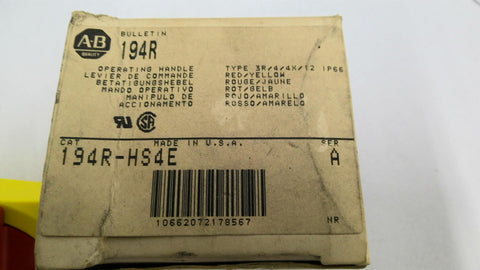 A-B
QUALITY
BULLETIN
194R
OPERATING HANDLE TYPE 3R/4/4X/12 IP66
LEVIER DE COMMANDE RED/YELLOW
BETATIGUNGSHEBEL ROUGE/JAUNE
MANDO OPERATIVO ROT/GELB
MANIPULO DE ROJO/AMARILLO
ACCIONAMENTO ROSSO/AMARELO
CAT MADE IN U.S.A. SER
194R-HS4E A
10662072178567
NR